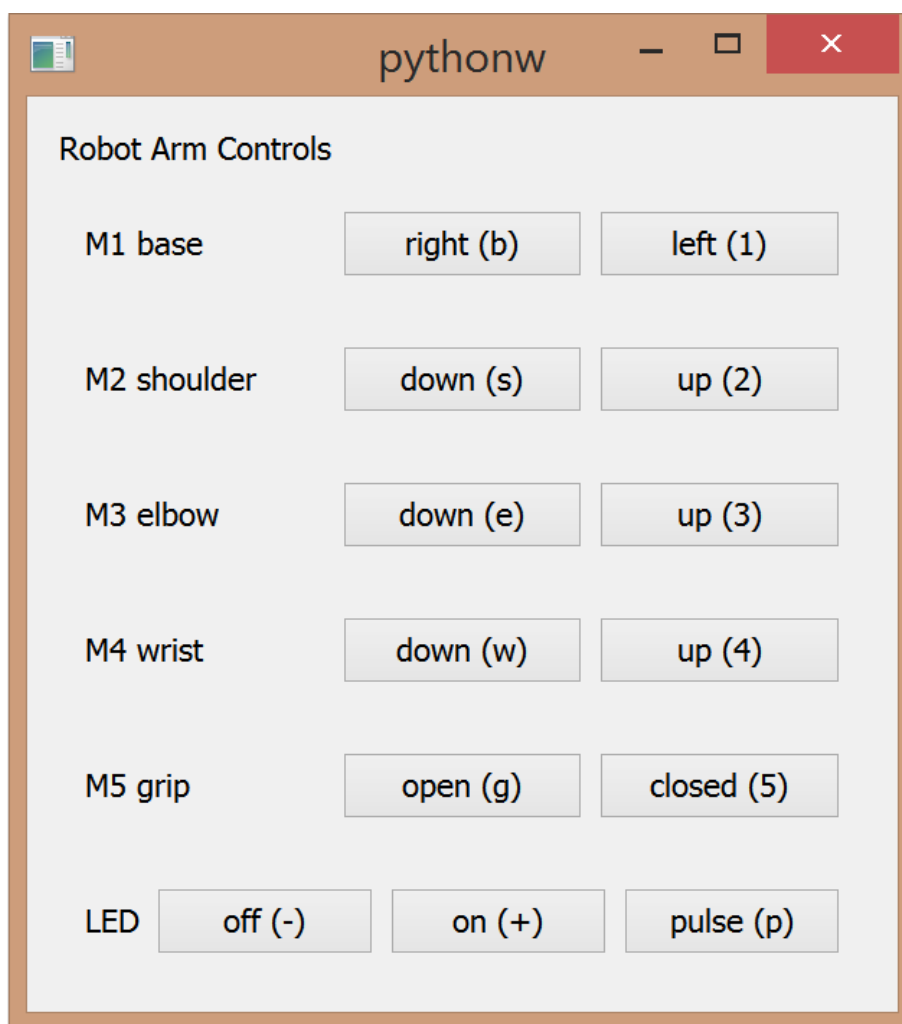 pythonw
Robot Arm Controls
M1 base right (b) left (1)
M2 shoulder down (s) up (2)
M3 elbow down (e) up (3)
M4 wrist down (w) up (4)
M5 grip open (g) closed (5)
LED off (-) on (+) pulse (p)